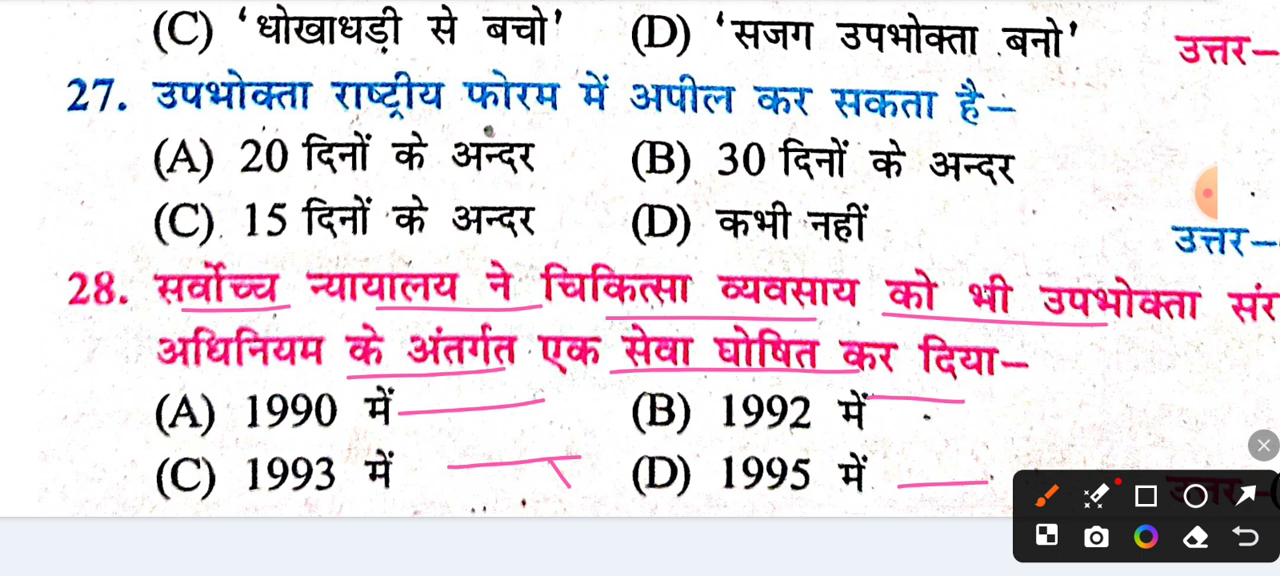 (C) 'धोखाधड़ी से बचो' (D) 'सजग उपभोक्ता बनो'
उत्तर–
27. उपभोक्ता राष्ट्रीय फोरम में अपील कर सकता है–
(A) 20 दिनों के अन्दर (B) 30 दिनों के अन्दर
(C) 15 दिनों के अन्दर (D) कभी नहीं
उत्तर–
28. सर्वोच्च न्यायालय ने चिकित्सा व्यवसाय को भी उपभोक्ता संर
अधिनियम के अंतर्गत एक सेवा घोषित कर दिया–
(A) 1990 में (B) 1992 में
(C) 1993 में (D) 1995 में
उत्तर–(